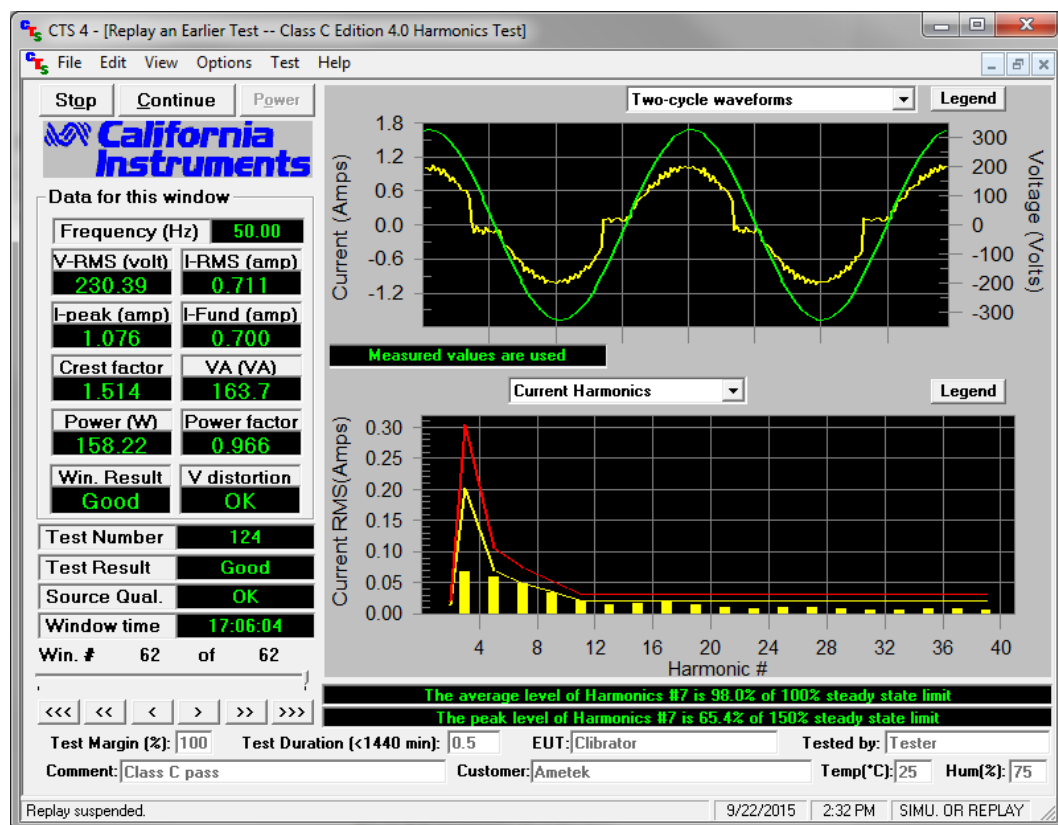 CTS 4 - [Replay an Earlier Test -- Class C Edition 4.0 Harmonics Test]
File Edit View Options Test Help
Stop Continue Power
California
Instruments
Data for this window
Frequency (Hz) 50.00
V-RMS (volt) I-RMS (amp)
230.39 0.711
I-peak (amp) I-Fund (amp)
1.076 0.700
Crest factor VA (VA)
1.514 163.7
Power (W) Power factor
158.22 0.966
Win. Result V distortion
Good OK
Test Number 124
Test Result Good
Source Qual. OK
Window time 17:06:04
Win. # 62 of 62
<<< << < > >> >>>
Two-cycle waveforms Legend
Current (Amps)
1.8
1.2
0.6
0.0
-0.6
-1.2
300
200
100
0
-100
-200
-300
Voltage (Volts)
Measured values are used
Current Harmonics Legend
Current RMS(Amps)
0.30
0.25
0.20
0.15
0.10
0.05
0.00
4 8 12 16 20 24 28 32 36 40
Harmonic #
The average level of Harmonics #7 is 98.0% of 100% steady state limit
The peak level of Harmonics #7 is 65.4% of 150% steady state limit
Test Margin (%): 100 Test Duration (<1440 min): 0.5 EUT: Clibrator Tested by: Tester
Comment: Class C pass Customer: Ametek Temp(°C): 25 Hum(%): 75
Replay suspended. 9/22/2015 2:32 PM SIMU. OR REPLAY